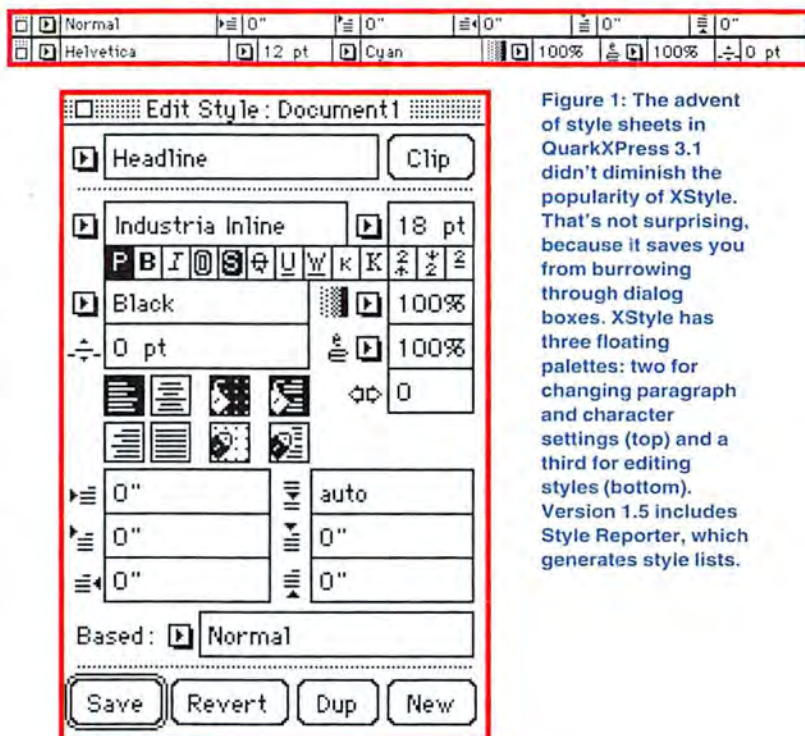 Normal 0" 0" 0" 0" 0"
Helvetica 12 pt Cyan 100% 100% 0 pt
Edit Style: Document1
Headline Clip
Industria Inline 18 pt
P B I O S Q U W K K 2 2 2
Black 100%
0 pt 100%
0
0" auto
0" 0"
0" 0"
Based: Normal
Save Revert Dup New
Figure 1: The advent
of style sheets in
QuarkXPress 3.1
didn't diminish the
popularity of XStyle.
That's not surprising,
because it saves you
from burrowing
through dialog
boxes. XStyle has
three floating
palettes: two for
changing paragraph
and character
settings (top) and a
third for editing
styles (bottom).
Version 1.5 includes
Style Reporter, which
generates style lists.